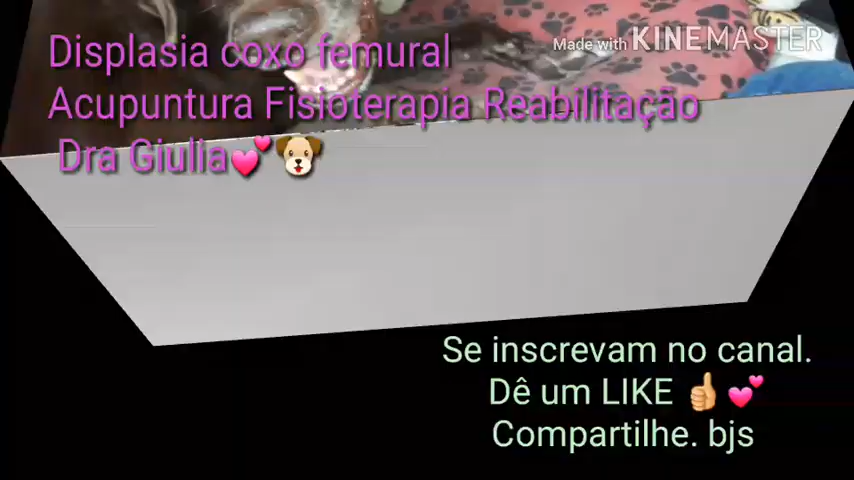 Made with KINEMASTER
Displasia coxo femural
Acupuntura Fisioterapia Reabilitação
Dra Giulia💕🐶
Se inscrevam no canal.
Dê um LIKE 👍💕
Compartilhe. bjs